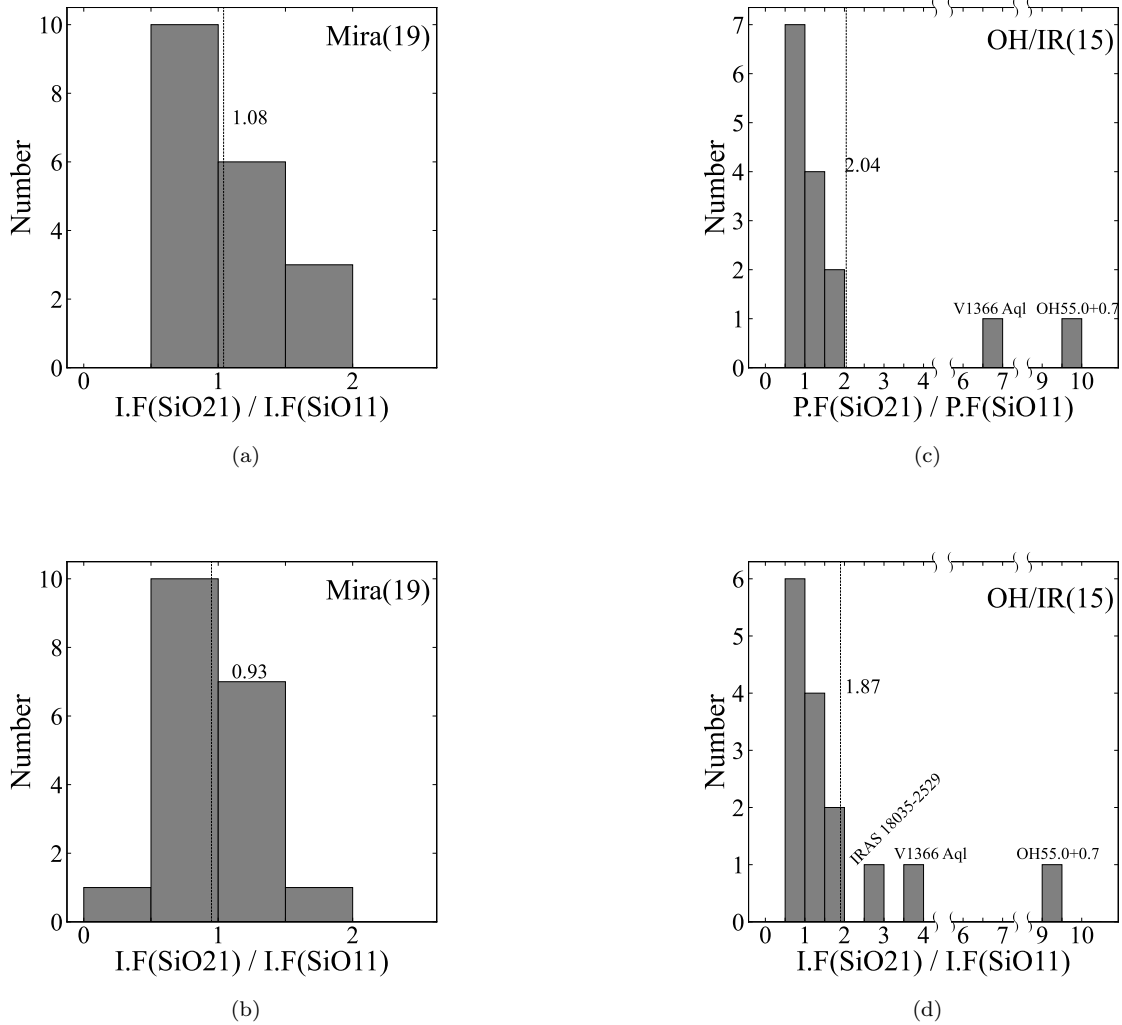 Mira(19)
10
8
6
4
2
0
Number
1.08
0 1 2
I.F(SiO21) / I.F(SiO11)
(a)
OH/IR(15)
7
6
5
4
3
2
1
0
Number
2.04
V1366 Aql OH55.0+0.7
0 1 2 3 4 6 7 9 10
P.F(SiO21) / P.F(SiO11)
(c)
Mira(19)
10
8
6
4
2
0
Number
0.93
0 1 2
I.F(SiO21) / I.F(SiO11)
(b)
OH/IR(15)
6
5
4
3
2
1
0
Number
1.87
IRAS 18035-2529
V1366 Aql OH55.0+0.7
0 1 2 3 4 6 7 9 10
I.F(SiO21) / I.F(SiO11)
(d)